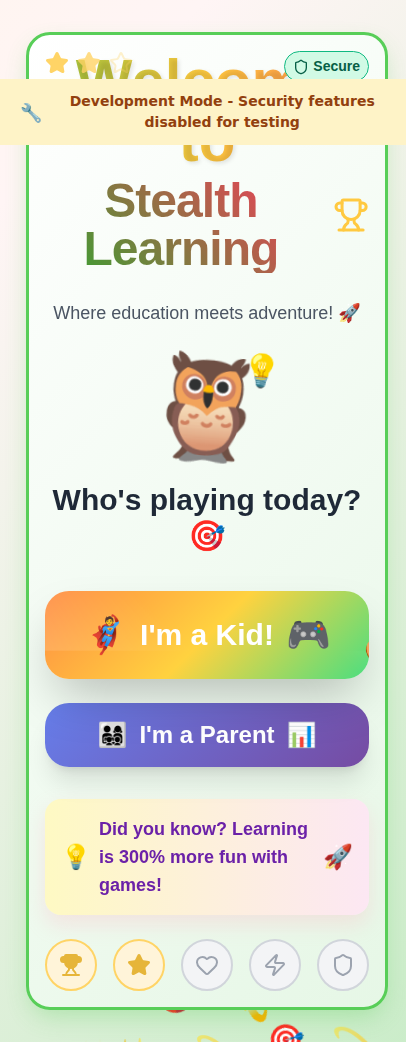 Secure
Development Mode - Security features
disabled for testing
to
Stealth
Learning
Where education meets adventure!
Who's playing today?
I'm a Kid!
I'm a Parent
Did you know? Learning
is 300% more fun with
games!